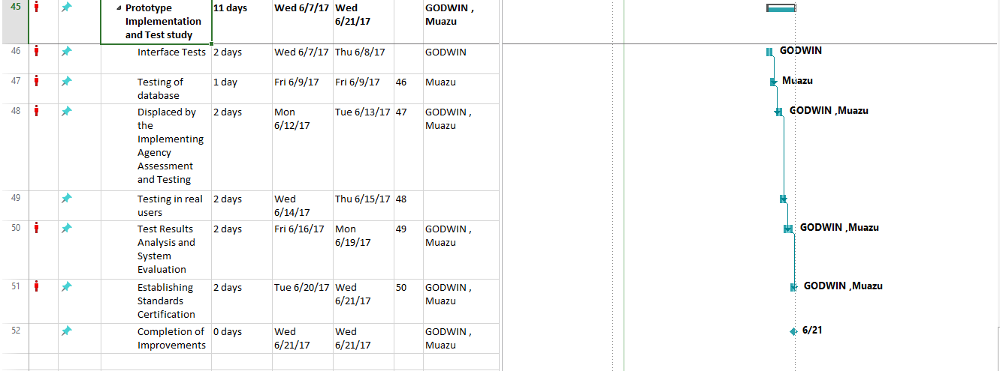 45 Prototype Implementation and Test study 11 days Wed 6/7/17 Wed 6/21/17 GODWIN , Muazu
46 Interface Tests 2 days Wed 6/7/17 Thu 6/8/17 GODWIN GODWIN
47 Testing of database 1 day Fri 6/9/17 Fri 6/9/17 46 Muazu Muazu
48 Displaced by the Implementing Agency Assessment and Testing 2 days Mon 6/12/17 Tue 6/13/17 47 GODWIN , Muazu GODWIN ,Muazu
49 Testing in real users 2 days Wed 6/14/17 Thu 6/15/17 48
50 Test Results Analysis and System Evaluation 2 days Fri 6/16/17 Mon 6/19/17 49 GODWIN , Muazu GODWIN ,Muazu
51 Establishing Standards Certification 2 days Tue 6/20/17 Wed 6/21/17 50 GODWIN , Muazu GODWIN ,Muazu
52 Completion of Improvements 0 days Wed 6/21/17 Wed 6/21/17 GODWIN , Muazu 6/21